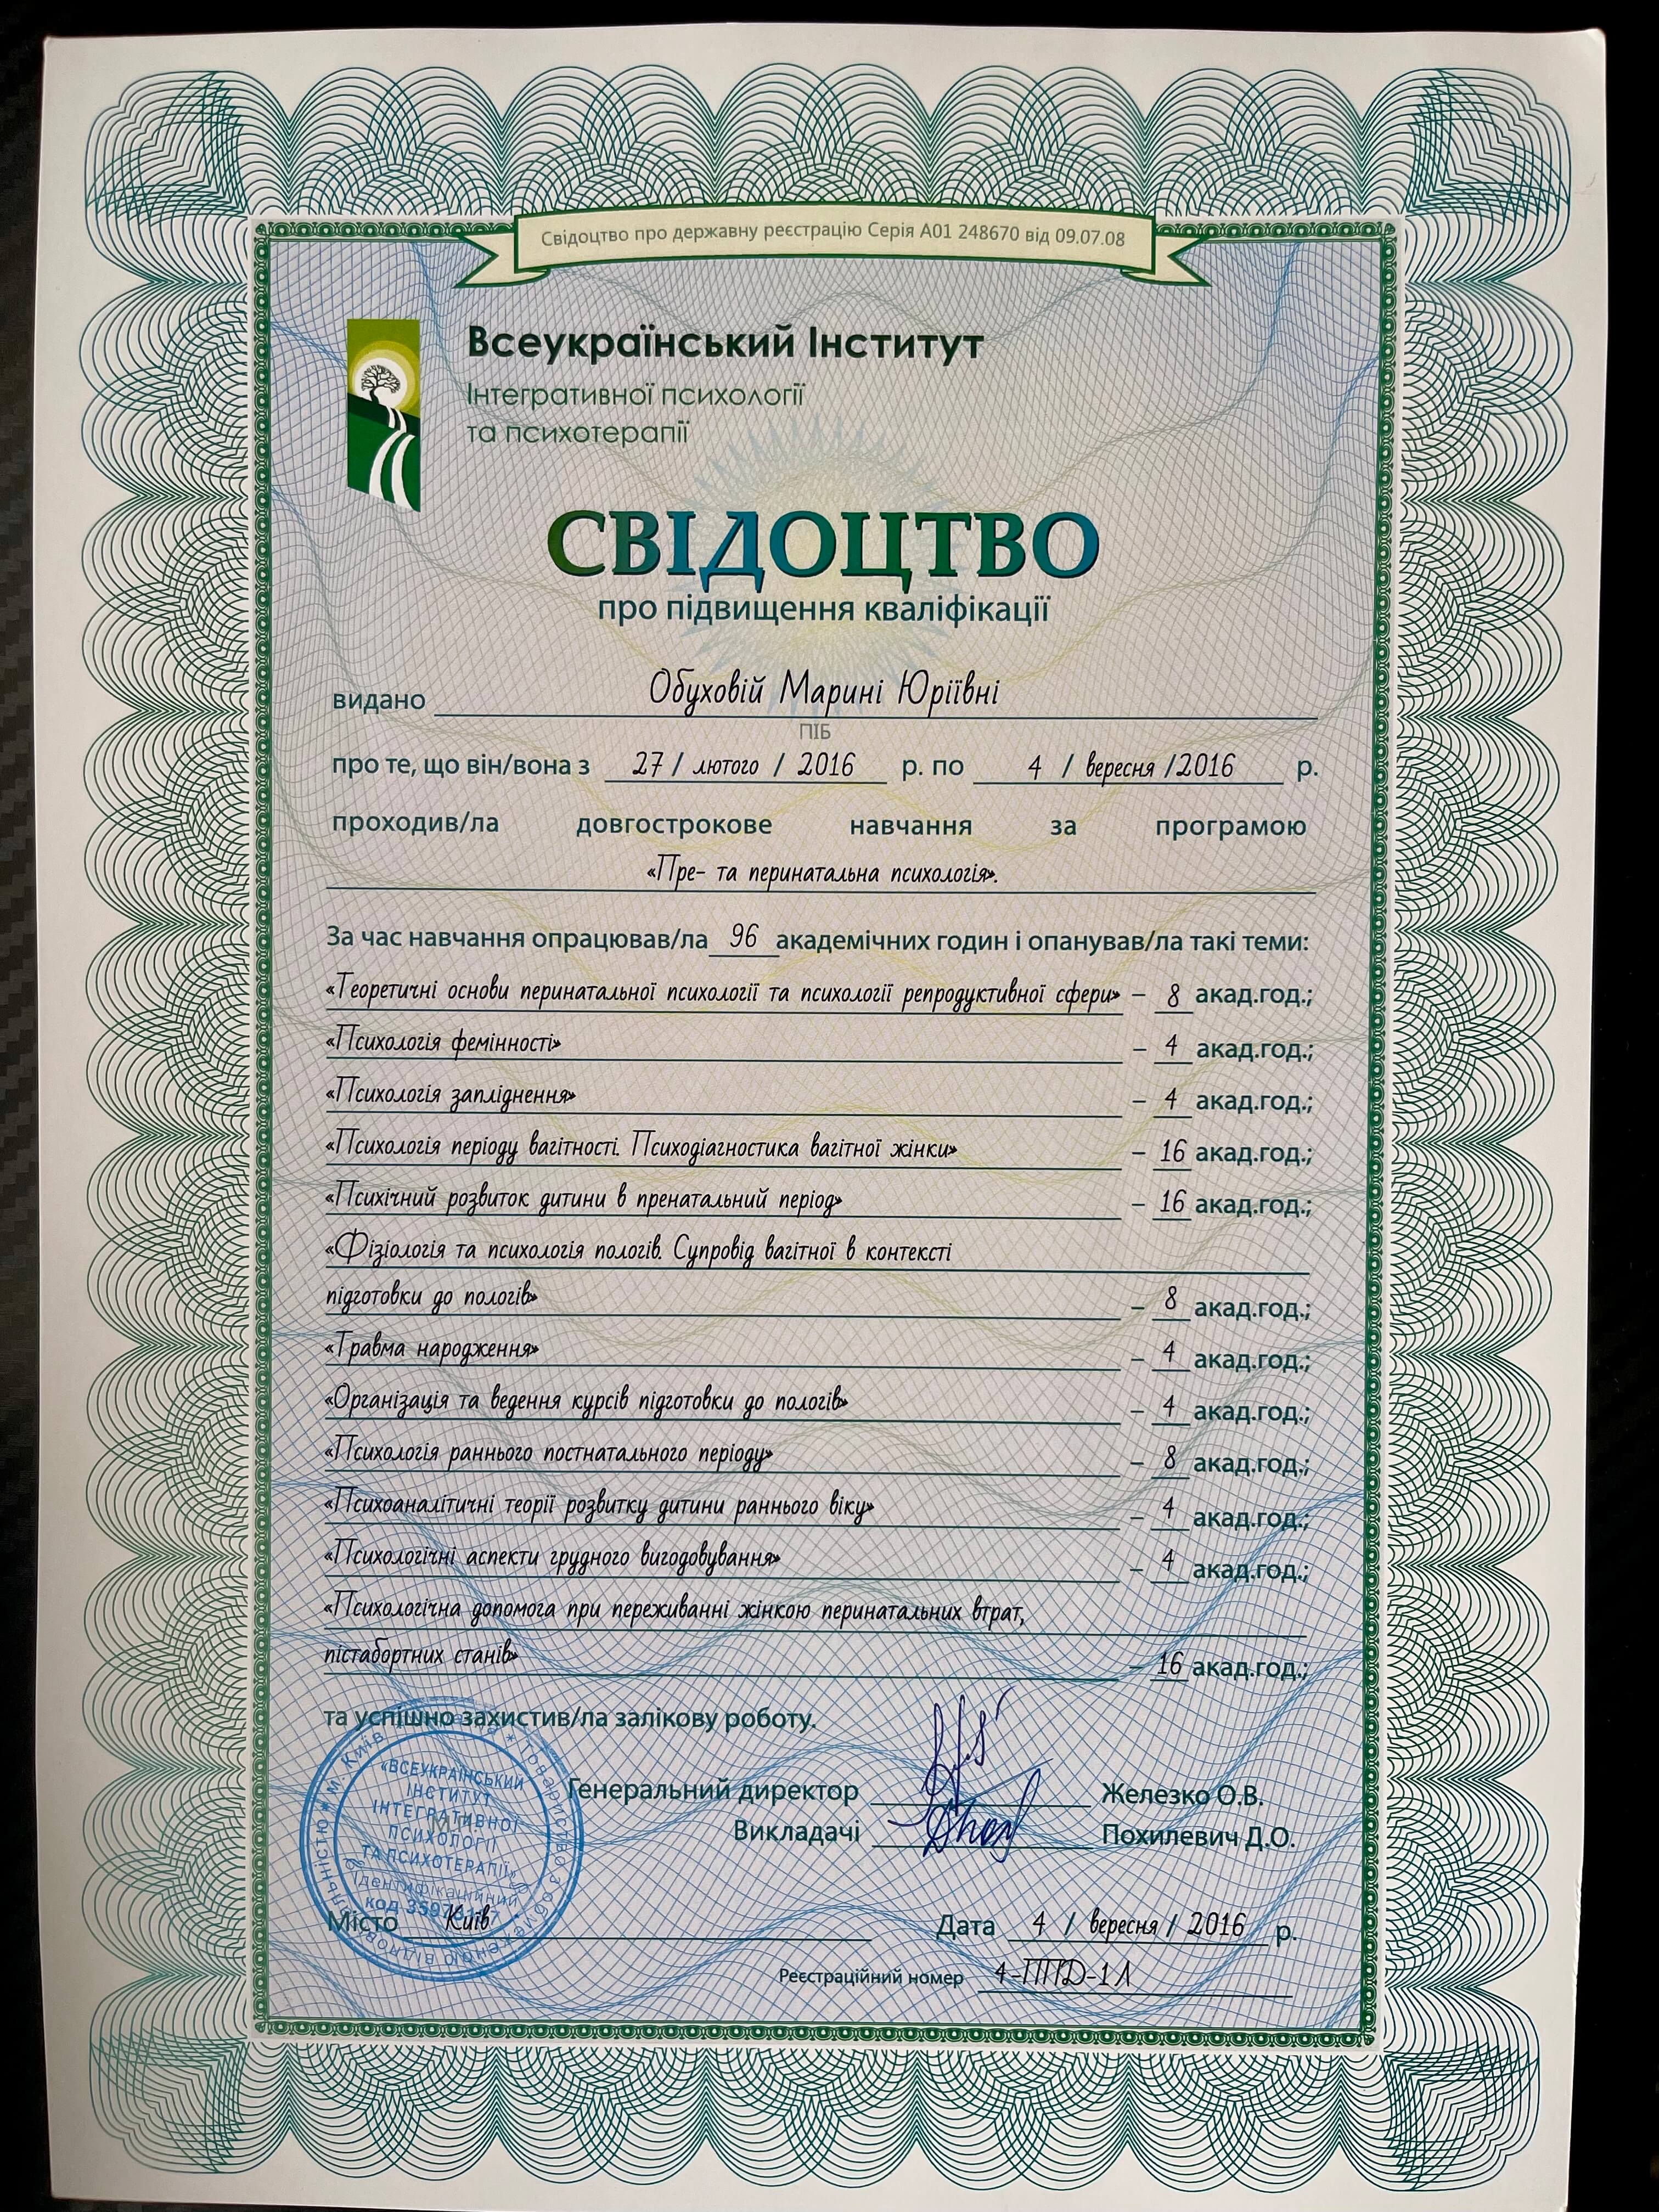 Свідоцтво про державну реєстрацію Серія А01 248670 від 09.07.08
Всеукраїнський Інститут
Інтегративної психології
та психотерапії
СВІДОЦТВО
про підвищення кваліфікації
видано Обуховій Марині Юріївні
ПІБ
про те, що він/вона з 27 / лютого / 2016 р. по 4 / вересня /2016 р.
проходив/ла довгострокове навчання за програмою
«Пре- та перинатальна психологія».
За час навчання опрацював/ла 96 академічних годин і опанував/ла такі теми:
«Теоретичні основи перинатальної психології та психології репродуктивної сфери» – 8 акад.год.;
«Психологія фемінності» – 4 акад.год.;
«Психологія запліднення» – 4 акад.год.;
«Психологія періоду вагітності. Психодіагностика вагітної жінки» – 16 акад.год.;
«Психічний розвиток дитини в пренатальний період» – 16 акад.год.;
«Фізіологія та психологія пологів. Супровід вагітної в контексті
підготовки до пологів» – 8 акад.год.;
«Травма народження» – 4 акад.год.;
«Організація та ведення курсів підготовки до пологів» – 4 акад.год.;
«Психологія раннього постнатального періоду» – 8 акад.год.;
«Психоаналітичні теорії розвитку дитини раннього віку» – 4 акад.год.;
«Психологічні аспекти грудного вигодовування» – 4 акад.год.;
«Психологічна допомога при переживанні жінкою перинатальних втрат,
пістабортних станів» – 16 акад.год.;
та успішно захистив/ла залікову роботу.
Генеральний директор Железко О.В.
Викладачі Похилевич Д.О.
«ВСЕУКРАЇНСЬКИЙ
ІНСТИТУТ
ІНТЕГРАТИВНОЇ
ПСИХОЛОГІЇ
ТА ПСИХОТЕРАПІЇ»
Ідентифікаційний
код
м. Київ * Товариство з обмеженою відповідальністю
Місто Київ Дата 4 / вересня / 2016 р.
Реєстраційний номер 4-ППД-1Л